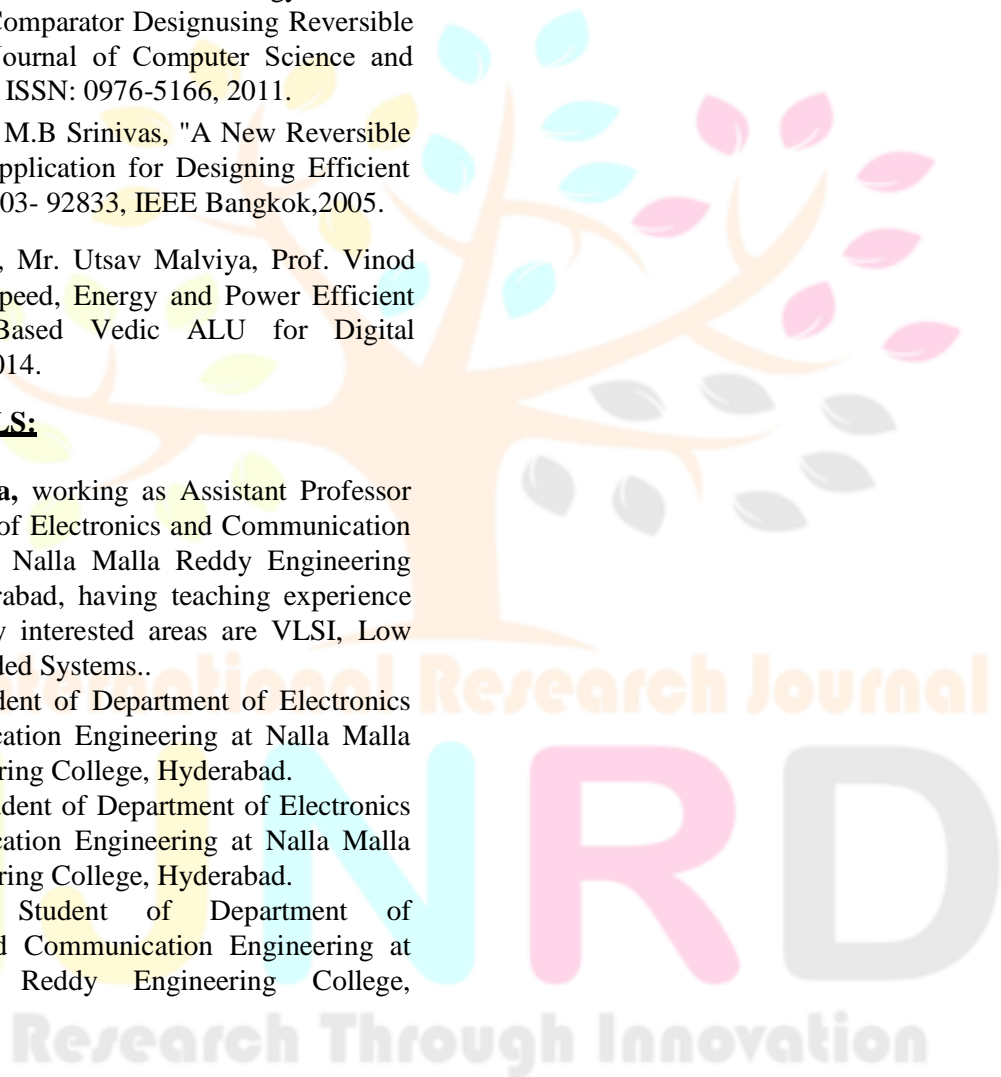 Comparator Designusing Reversible
Journal of Computer Science and
ISSN: 0976-5166, 2011.
M.B Srinivas, "A New Reversible
pplication for Designing Efficient
03- 92833, IEEE Bangkok,2005.
, Mr. Utsav Malviya, Prof. Vinod
peed, Energy and Power Efficient
Based Vedic ALU for Digital
014.
LS:
a, working as Assistant Professor
of Electronics and Communication
Nalla Malla Reddy Engineering
rabad, having teaching experience
y interested areas are VLSI, Low
ded Systems..
dent of Department of Electronics
cation Engineering at Nalla Malla
ring College, Hyderabad.
udent of Department of Electronics
cation Engineering at Nalla Malla
ring College, Hyderabad.
Student of Department of
d Communication Engineering at
Reddy Engineering College,
International Research Journal
IJNRD
Research Through Innovation